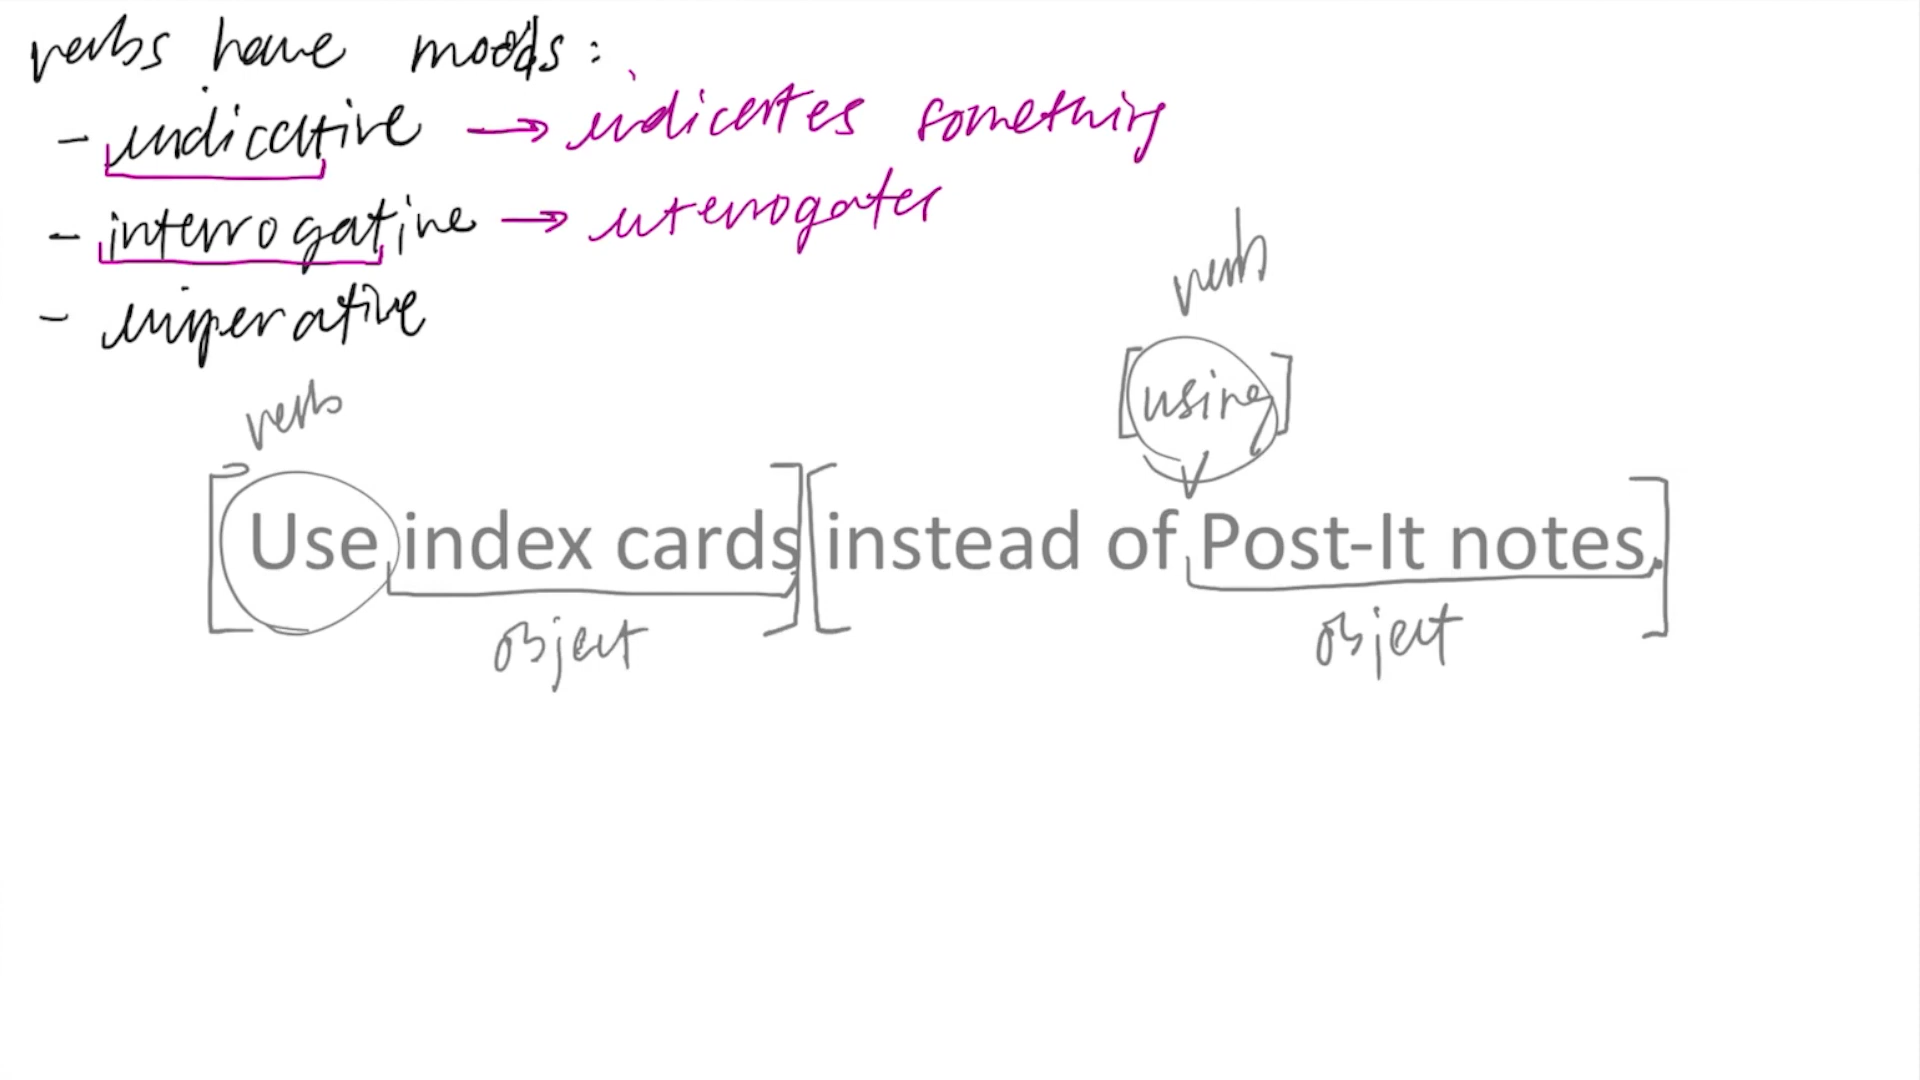 verbs have moods:
- indicative → indicates something
- interrogative → interrogates
- imperative
verb
[using]
verb
[Use index cards] [instead of Post-It notes.]
object
object